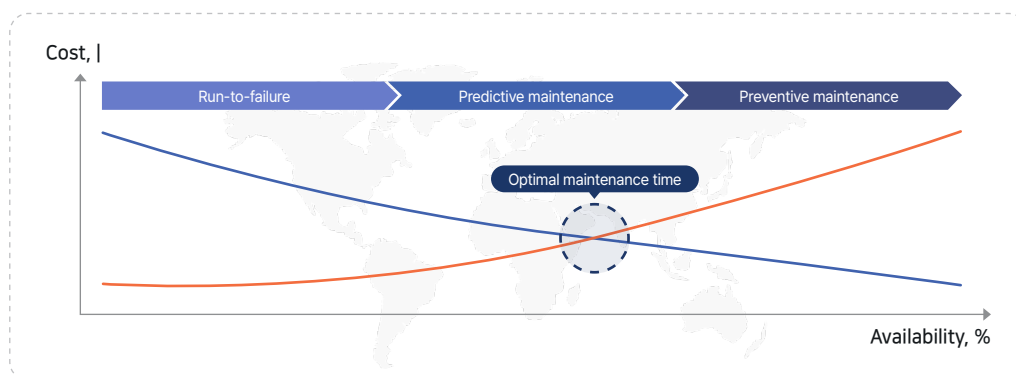 Cost, |
Run-to-failure
Predictive maintenance
Preventive maintenance
Optimal maintenance time
Availability, %